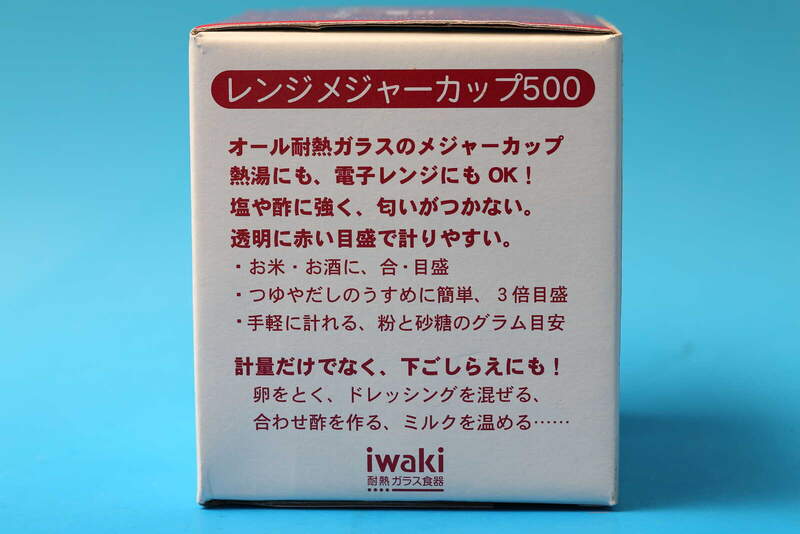 レンジメジャーカップ500
オール耐熱ガラスのメジャーカップ
熱湯にも、電子レンジにも OK!
塩や酢に強く、匂いがつかない。
透明に赤い目盛で計りやすい。
・お米・お酒に、合・目盛
・つゆやだしのうすめに簡単、3倍目盛
・手軽に計れる、粉と砂糖のグラム目安
計量だけでなく、下ごしらえにも!
卵をとく、ドレッシングを混ぜる、
合わせ酢を作る、ミルクを温める……
iwaki
耐熱ガラス食器